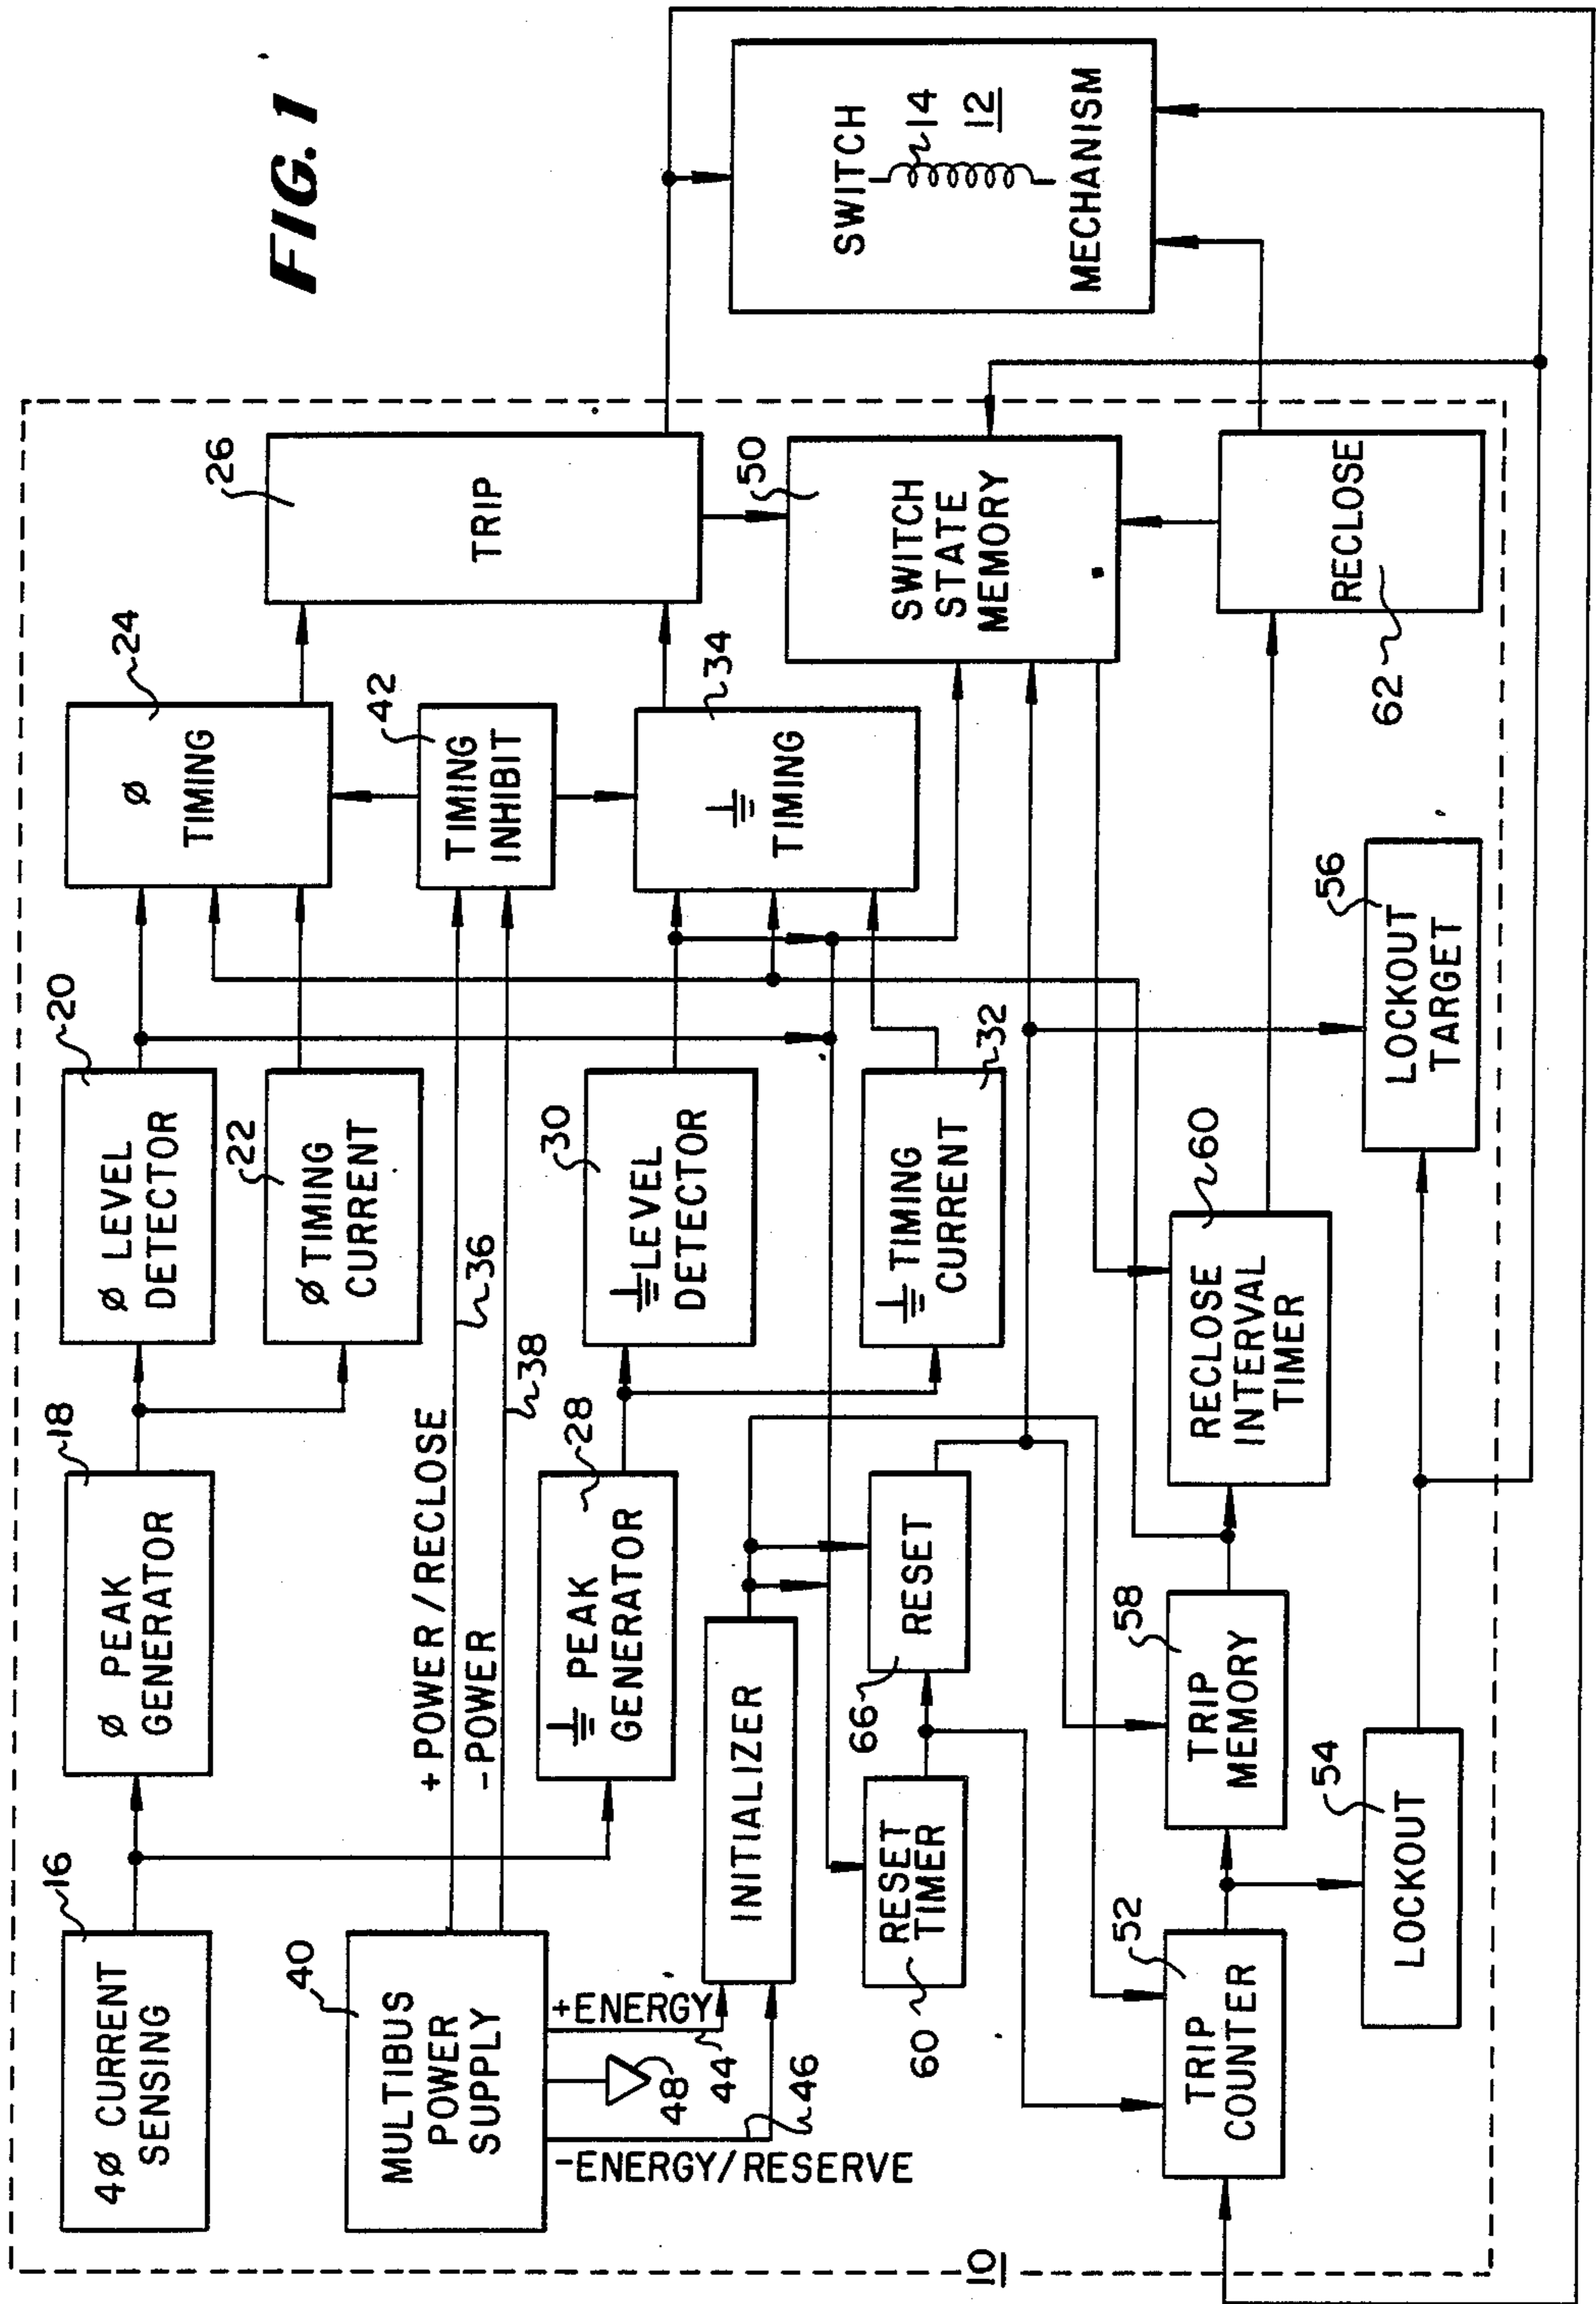 FIG. 1
4Ø CURRENT
SENSING
16
Ø PEAK
GENERATOR
18
Ø LEVEL
DETECTOR
20
Ø TIMING
CURRENT
22
Ø
TIMING
24
TRIP
26
SWITCH
14
12
MECHANISM
MULTIBUS
POWER
SUPPLY
40
+POWER/RECLOSE
-POWER
36
38
TIMING
INHIBIT
42
PEAK
GENERATOR
28
LEVEL
DETECTOR
30
TIMING
CURRENT
32
TIMING
34
+ENERGY
44
48
46
-ENERGY/RESERVE
INITIALIZER
SWITCH
STATE
MEMORY
50
RESET
TIMER
60
RESET
66
TRIP
COUNTER
52
TRIP
MEMORY
58
RECLOSE
INTERVAL
TIMER
60
RECLOSE
62
LOCKOUT
54
LOCKOUT
TARGET
56
10